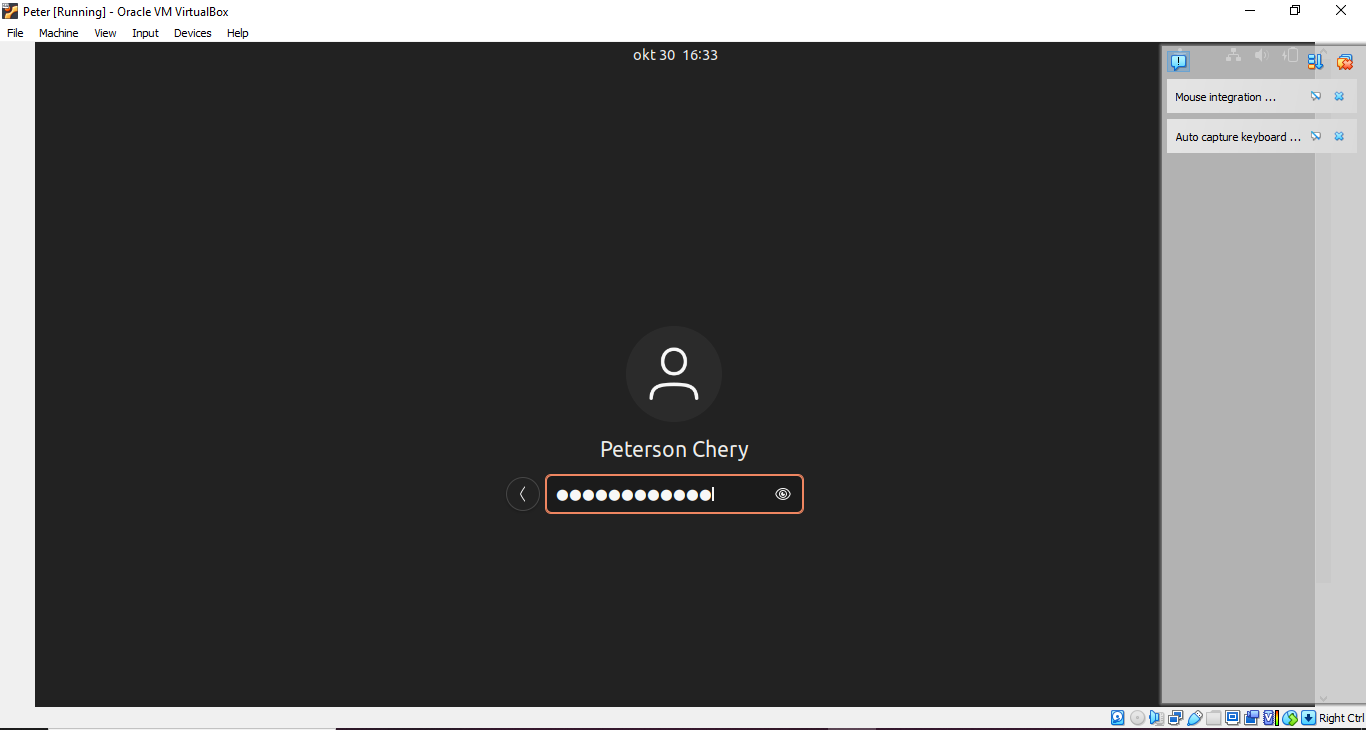 Peter [Running] - Oracle VM VirtualBox
File Machine View Input Devices Help
okt 30 16:33
Mouse integration ...
Auto capture keyboard ...
Peterson Chery
Right Ctrl